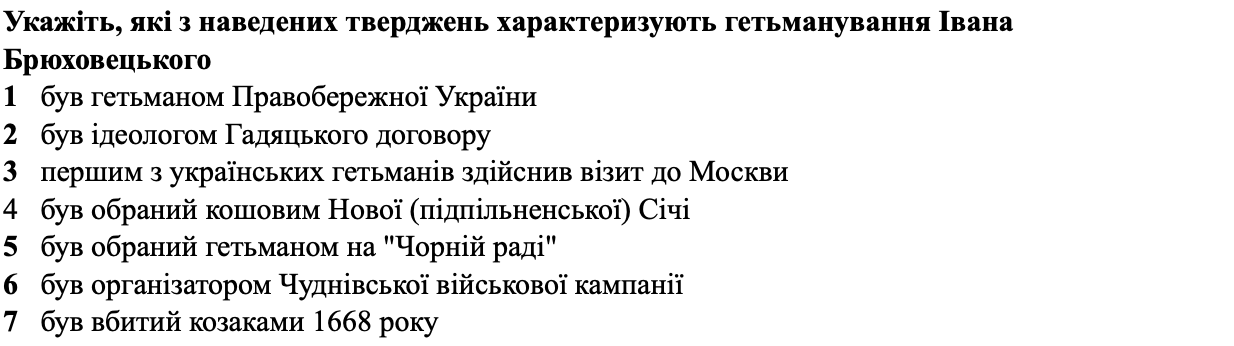 Укажіть, які з наведених тверджень характеризують гетьманування Івана
Брюховецького
1 був гетьманом Правобережної України
2 був ідеологом Гадяцького договору
3 першим з українських гетьманів здійснив візит до Москви
4 був обраний кошовим Нової (підпільненської) Січі
5 був обраний гетьманом на "Чорній раді"
6 був організатором Чуднівської військової кампанії
7 був вбитий козаками 1668 року